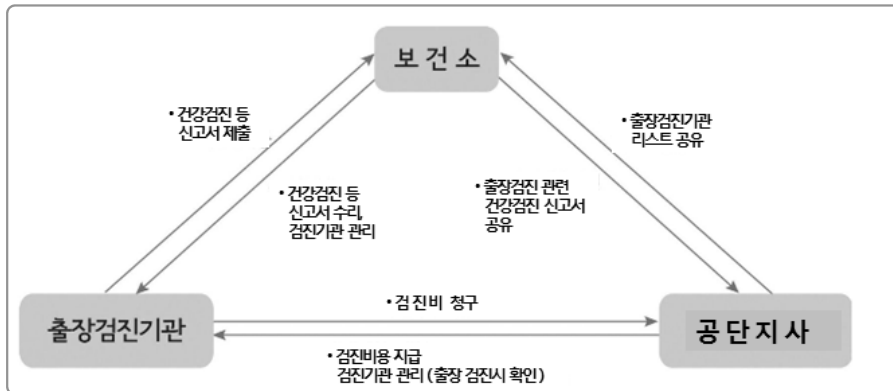 보건소
• 건강검진 등
신고서 제출
• 출장검진기관
리스트 공유
• 건강검진 등
신고서 수리,
검진기관 관리
• 출장검진 관련
건강검진 신고서
공유
• 검진비 청구
출장검진기관
공단지사
• 검진비용 지급
검진기관 관리 ( 출장 검진시 확인 )